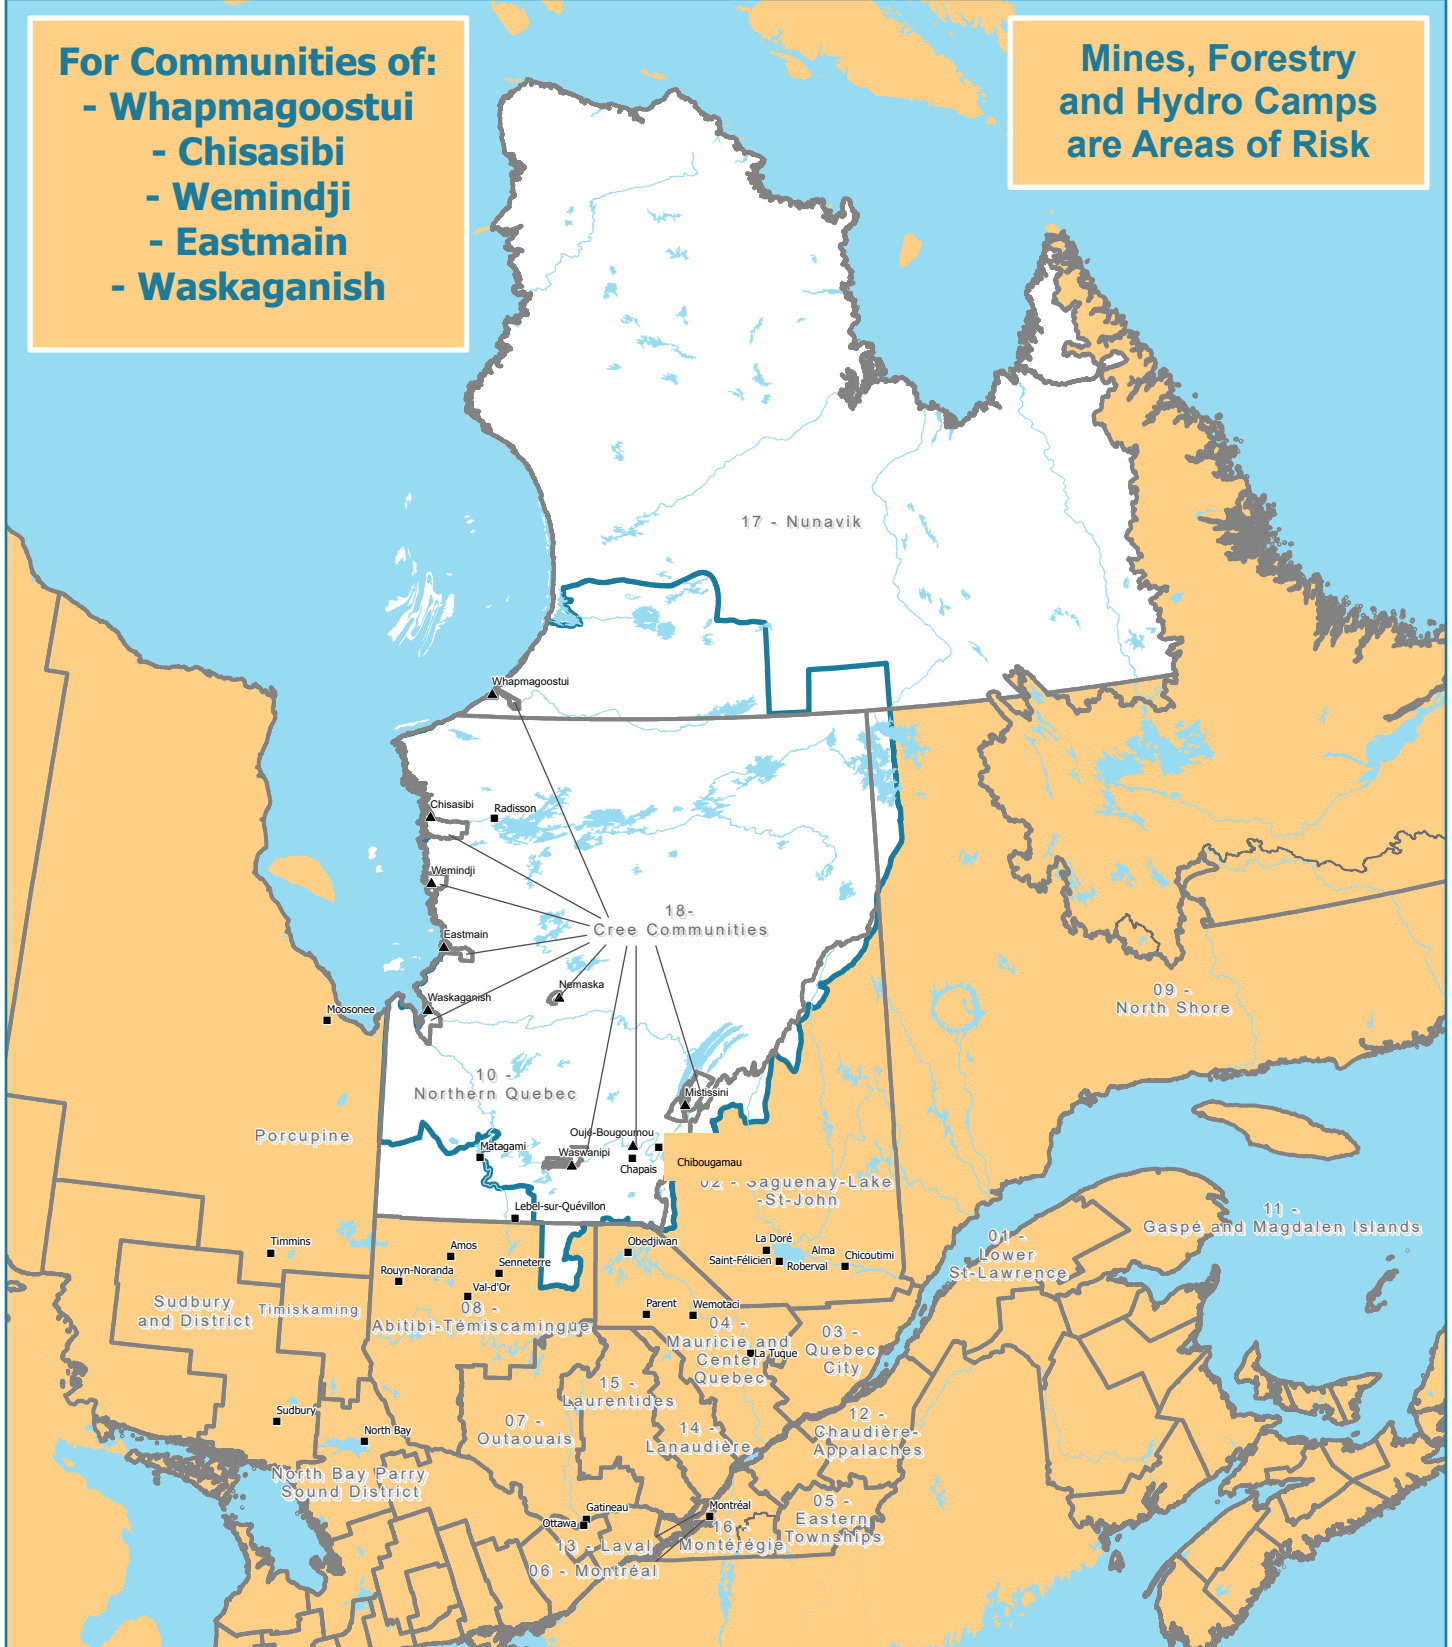 For Communities of:
- Whapmagoostui
- Chisasibi
- Wemindji
- Eastmain
- Waskaganish
Mines, Forestry
and Hydro Camps
are Areas of Risk
17 - Nunavik
Whapmagoostui
Chisasibi
Radisson
Wemindji
18-
Cree Communities
Eastmain
Nemaska
Waskaganish
Moosonee
09 -
North Shore
10 -
Northern Quebec
Mistissini
Porcupine
Oujé-Bougoumou
Matagami
Waswanipi
Chapais
Chibougamau
02 - Saguenay-Lake
-St-John
Lebel-sur-Quévillon
11 -
Gaspé and Magdalen Islands
01 -
Lower
St-Lawrence
Timmins
Amos
Obedjiwan
La Doré
Alma
Chicoutimi
Saint-Félicien
Roberval
Senneterre
Rouyn-Noranda
Val-d'Or
Sudbury
and District
Timiskaming
08 -
Abitibi-Témiscamingue
Parent
Wemotaci
04 -
Mauricie and
Center
Quebec
La Tuque
03 -
Quebec
City
15 -
Laurentides
Sudbury
North Bay
07 -
Outaouais
14 -
Lanaudière
12 -
Chaudière-
Appalaches
North Bay Parry
Sound District
Gatineau
Ottawa
Montréal
05 -
Eastern
Townships
16 -
Montérégie
13 - Laval
06 - Montréal